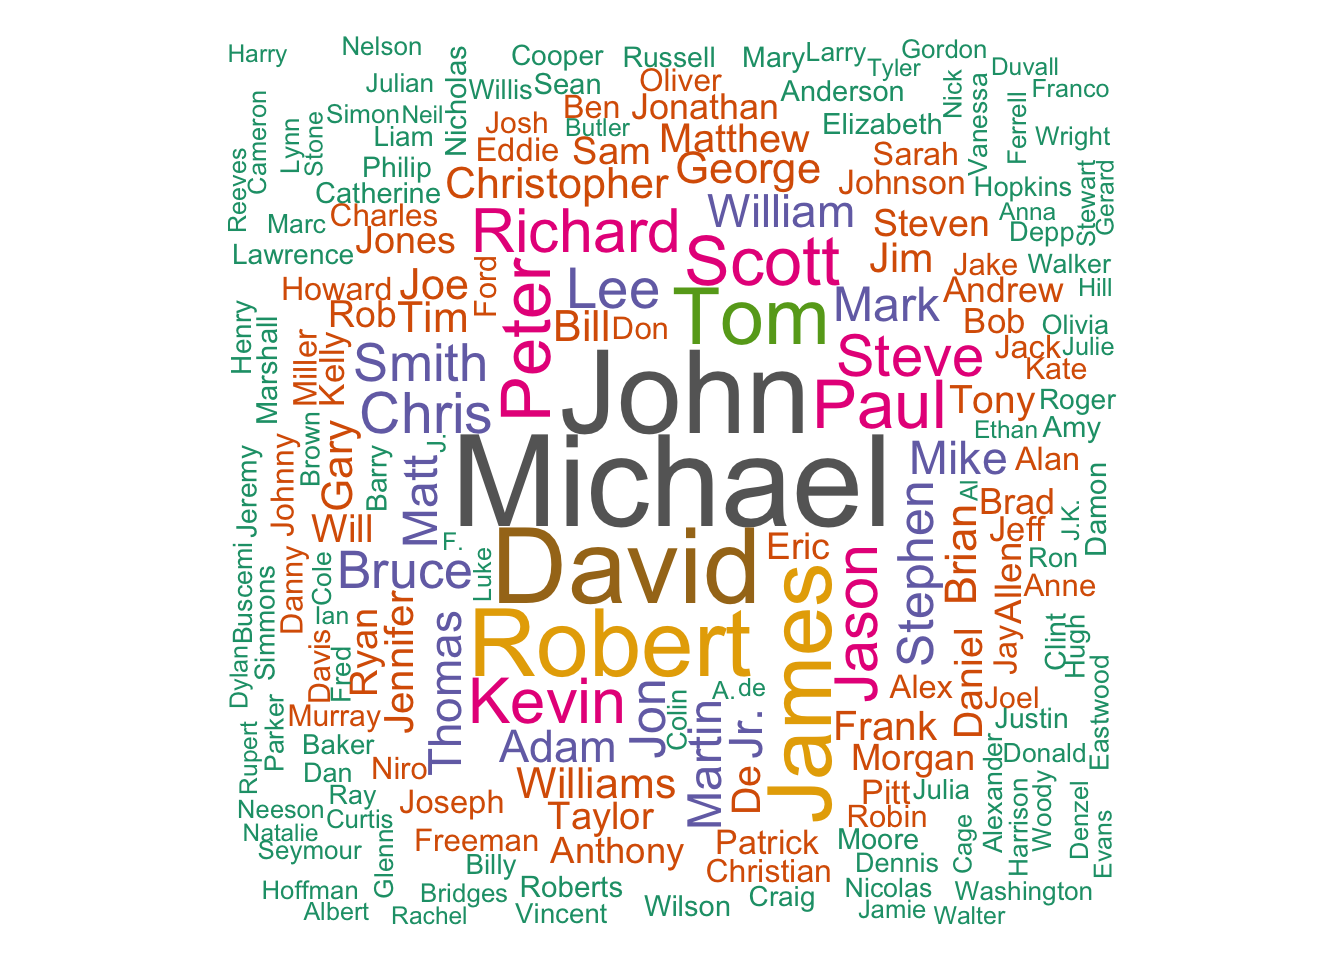 Harry
Nelson
Cooper
Russell
Mary
Larry
Gordon
Tyler
Duvall
Julian
Nicholas
Willis
Sean
Oliver
Anderson
Nick
Vanessa
Franco
Cameron
Lynn
Stone
Simon
Neil
Josh
Ben
Jonathan
Butler
Elizabeth
Ferrell
Wright
Liam
Eddie
Sam
Matthew
Sarah
Reeves
Philip
Christopher
George
Johnson
Hopkins
Stewart
Gerard
Catherine
Marc
Charles
Jones
Richard
William
Steven
Anna
Depp
Lawrence
Scott
Jim
Jake
Walker
Howard
Joe
Ford
Peter
Lee
Tom
Mark
Andrew
Hill
Henry
Marshall
Rob
Tim
Bill
Don
Bob
Olivia
Miller
Kelly
Smith
John
Steve
Jack
Julie
Kate
Chris
Paul
Tony
Roger
Jeremy
Johnny
Brown
Gary
Barry
Matt
J.
Michael
Ethan
Amy
Mike
Alan
Will
Stephen
Al
Brad
Brian
Jeff
J.K.
Damon
F.
Luke
David
Eric
Bruce
Buscemi
Simmons
Danny
Cole
Ian
James
Jason
Allen
Ron
Anne
Dylan
Davis
Fred
Ryan
Jennifer
Thomas
Robert
Jay
Clint
Hugh
Eastwood
Kevin
Jon
Colin
A.
de
Alex
Daniel
Joel
Rupert
Parker
Murray
Adam
Martin
Jr.
Frank
Justin
Baker
Dan
Niro
Morgan
Donald
Alexander
Williams
De
Neeson
Ray
Joseph
Pitt
Julia
Harrison
Woody
Denzel
Evans
Natalie
Curtis
Taylor
Robin
Seymour
Glenn
Freeman
Anthony
Patrick
Moore
Cage
Billy
Christian
Dennis
Hoffman
Bridges
Roberts
Craig
Nicolas
Washington
Albert
Rachel
Vincent
Wilson
Jamie
Walter